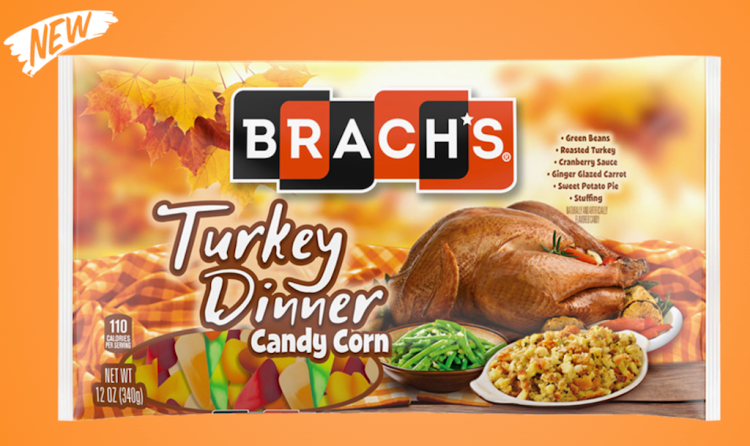 NEW
BRACH'S®
• Green Beans
• Roasted Turkey
• Cranberry Sauce
• Ginger Glazed Carrot
• Sweet Potato Pie
• Stuffing
NATURALLY AND ARTIFICIALLY
FLAVORED CANDY
Turkey
Dinner
Candy Corn
110
CALORIES
PER SERVING
NET WT
12 OZ (340g)